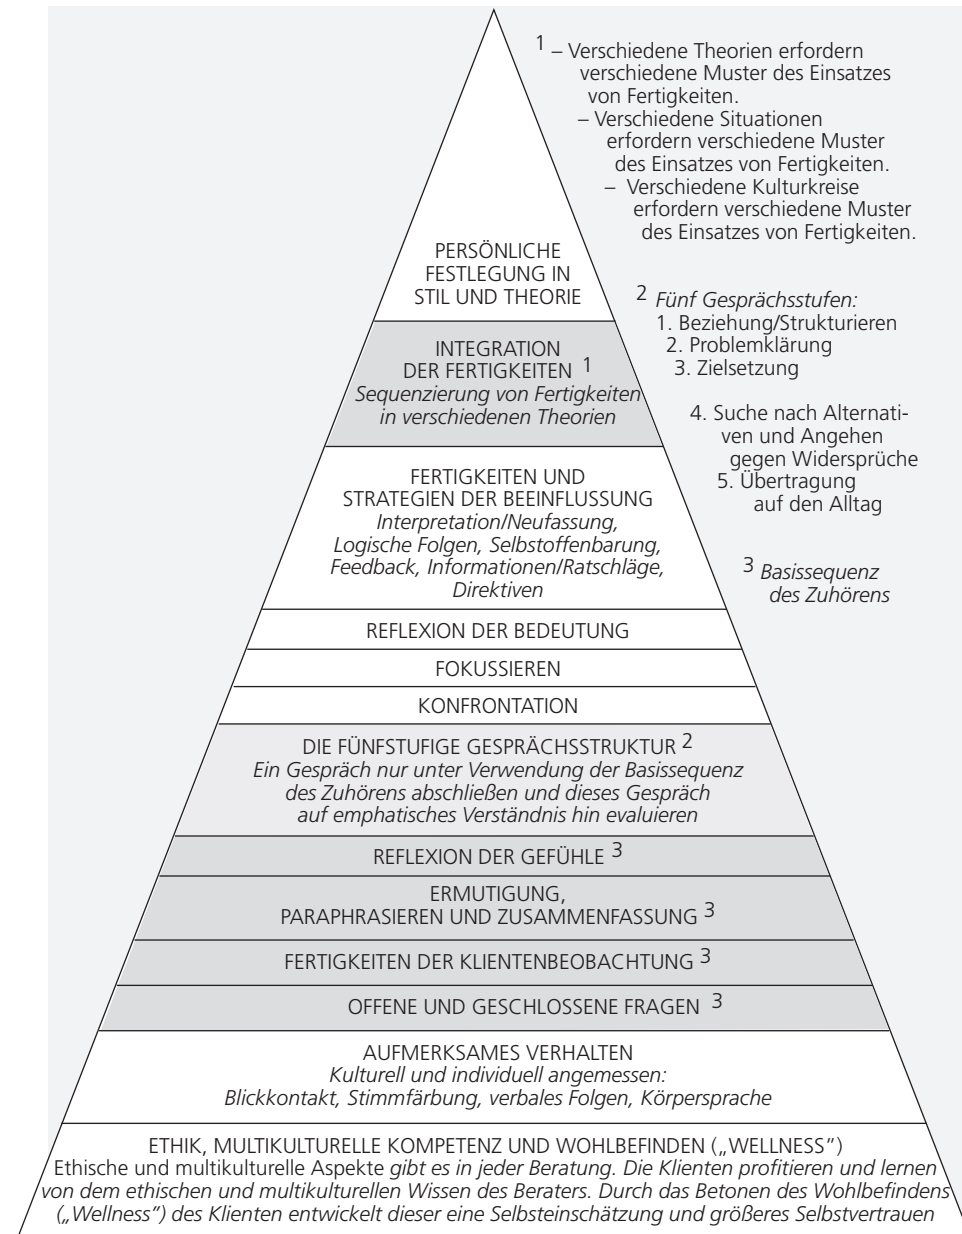 1 – Verschiedene Theorien erfordern
verschiedene Muster des Einsatzes
von Fertigkeiten.
– Verschiedene Situationen
erfordern verschiedene Muster
des Einsatzes von Fertigkeiten.
– Verschiedene Kulturkreise
erfordern verschiedene Muster
des Einsatzes von Fertigkeiten.
PERSÖNLICHE
FESTLEGUNG IN
STIL UND THEORIE
2 Fünf Gesprächsstufen:
1. Beziehung/Strukturieren
2. Problemklärung
3. Zielsetzung
4. Suche nach Alternati-
ven und Angehen
gegen Widersprüche
5. Übertragung
auf den Alltag
3 Basissequenz
des Zuhörens
INTEGRATION
DER FERTIGKEITEN 1
Sequenzierung von Fertigkeiten
in verschiedenen Theorien
FERTIGKEITEN UND
STRATEGIEN DER BEEINFLUSSUNG
Interpretation/Neufassung,
Logische Folgen, Selbstoffenbarung,
Feedback, Informationen/Ratschläge,
Direktiven
REFLEXION DER BEDEUTUNG
FOKUSSIEREN
KONFRONTATION
DIE FÜNFSTUFIGE GESPRÄCHSSTRUKTUR 2
Ein Gespräch nur unter Verwendung der Basissequenz
des Zuhörens abschließen und dieses Gespräch
auf emphatisches Verständnis hin evaluieren
REFLEXION DER GEFÜHLE 3
ERMUTIGUNG,
PARAPHRASIEREN UND ZUSAMMENFASSUNG 3
FERTIGKEITEN DER KLIENTENBEOBACHTUNG 3
OFFENE UND GESCHLOSSENE FRAGEN 3
AUFMERKSAMES VERHALTEN
Kulturell und individuell angemessen:
Blickkontakt, Stimmfärbung, verbales Folgen, Körpersprache
ETHIK, MULTIKULTURELLE KOMPETENZ UND WOHLBEFINDEN („WELLNESS”)
Ethische und multikulturelle Aspekte gibt es in jeder Beratung. Die Klienten profitieren und lernen
von dem ethischen und multikulturellen Wissen des Beraters. Durch das Betonen des Wohlbefindens
(„Wellness”) des Klienten entwickelt dieser eine Selbsteinschätzung und größeres Selbstvertrauen